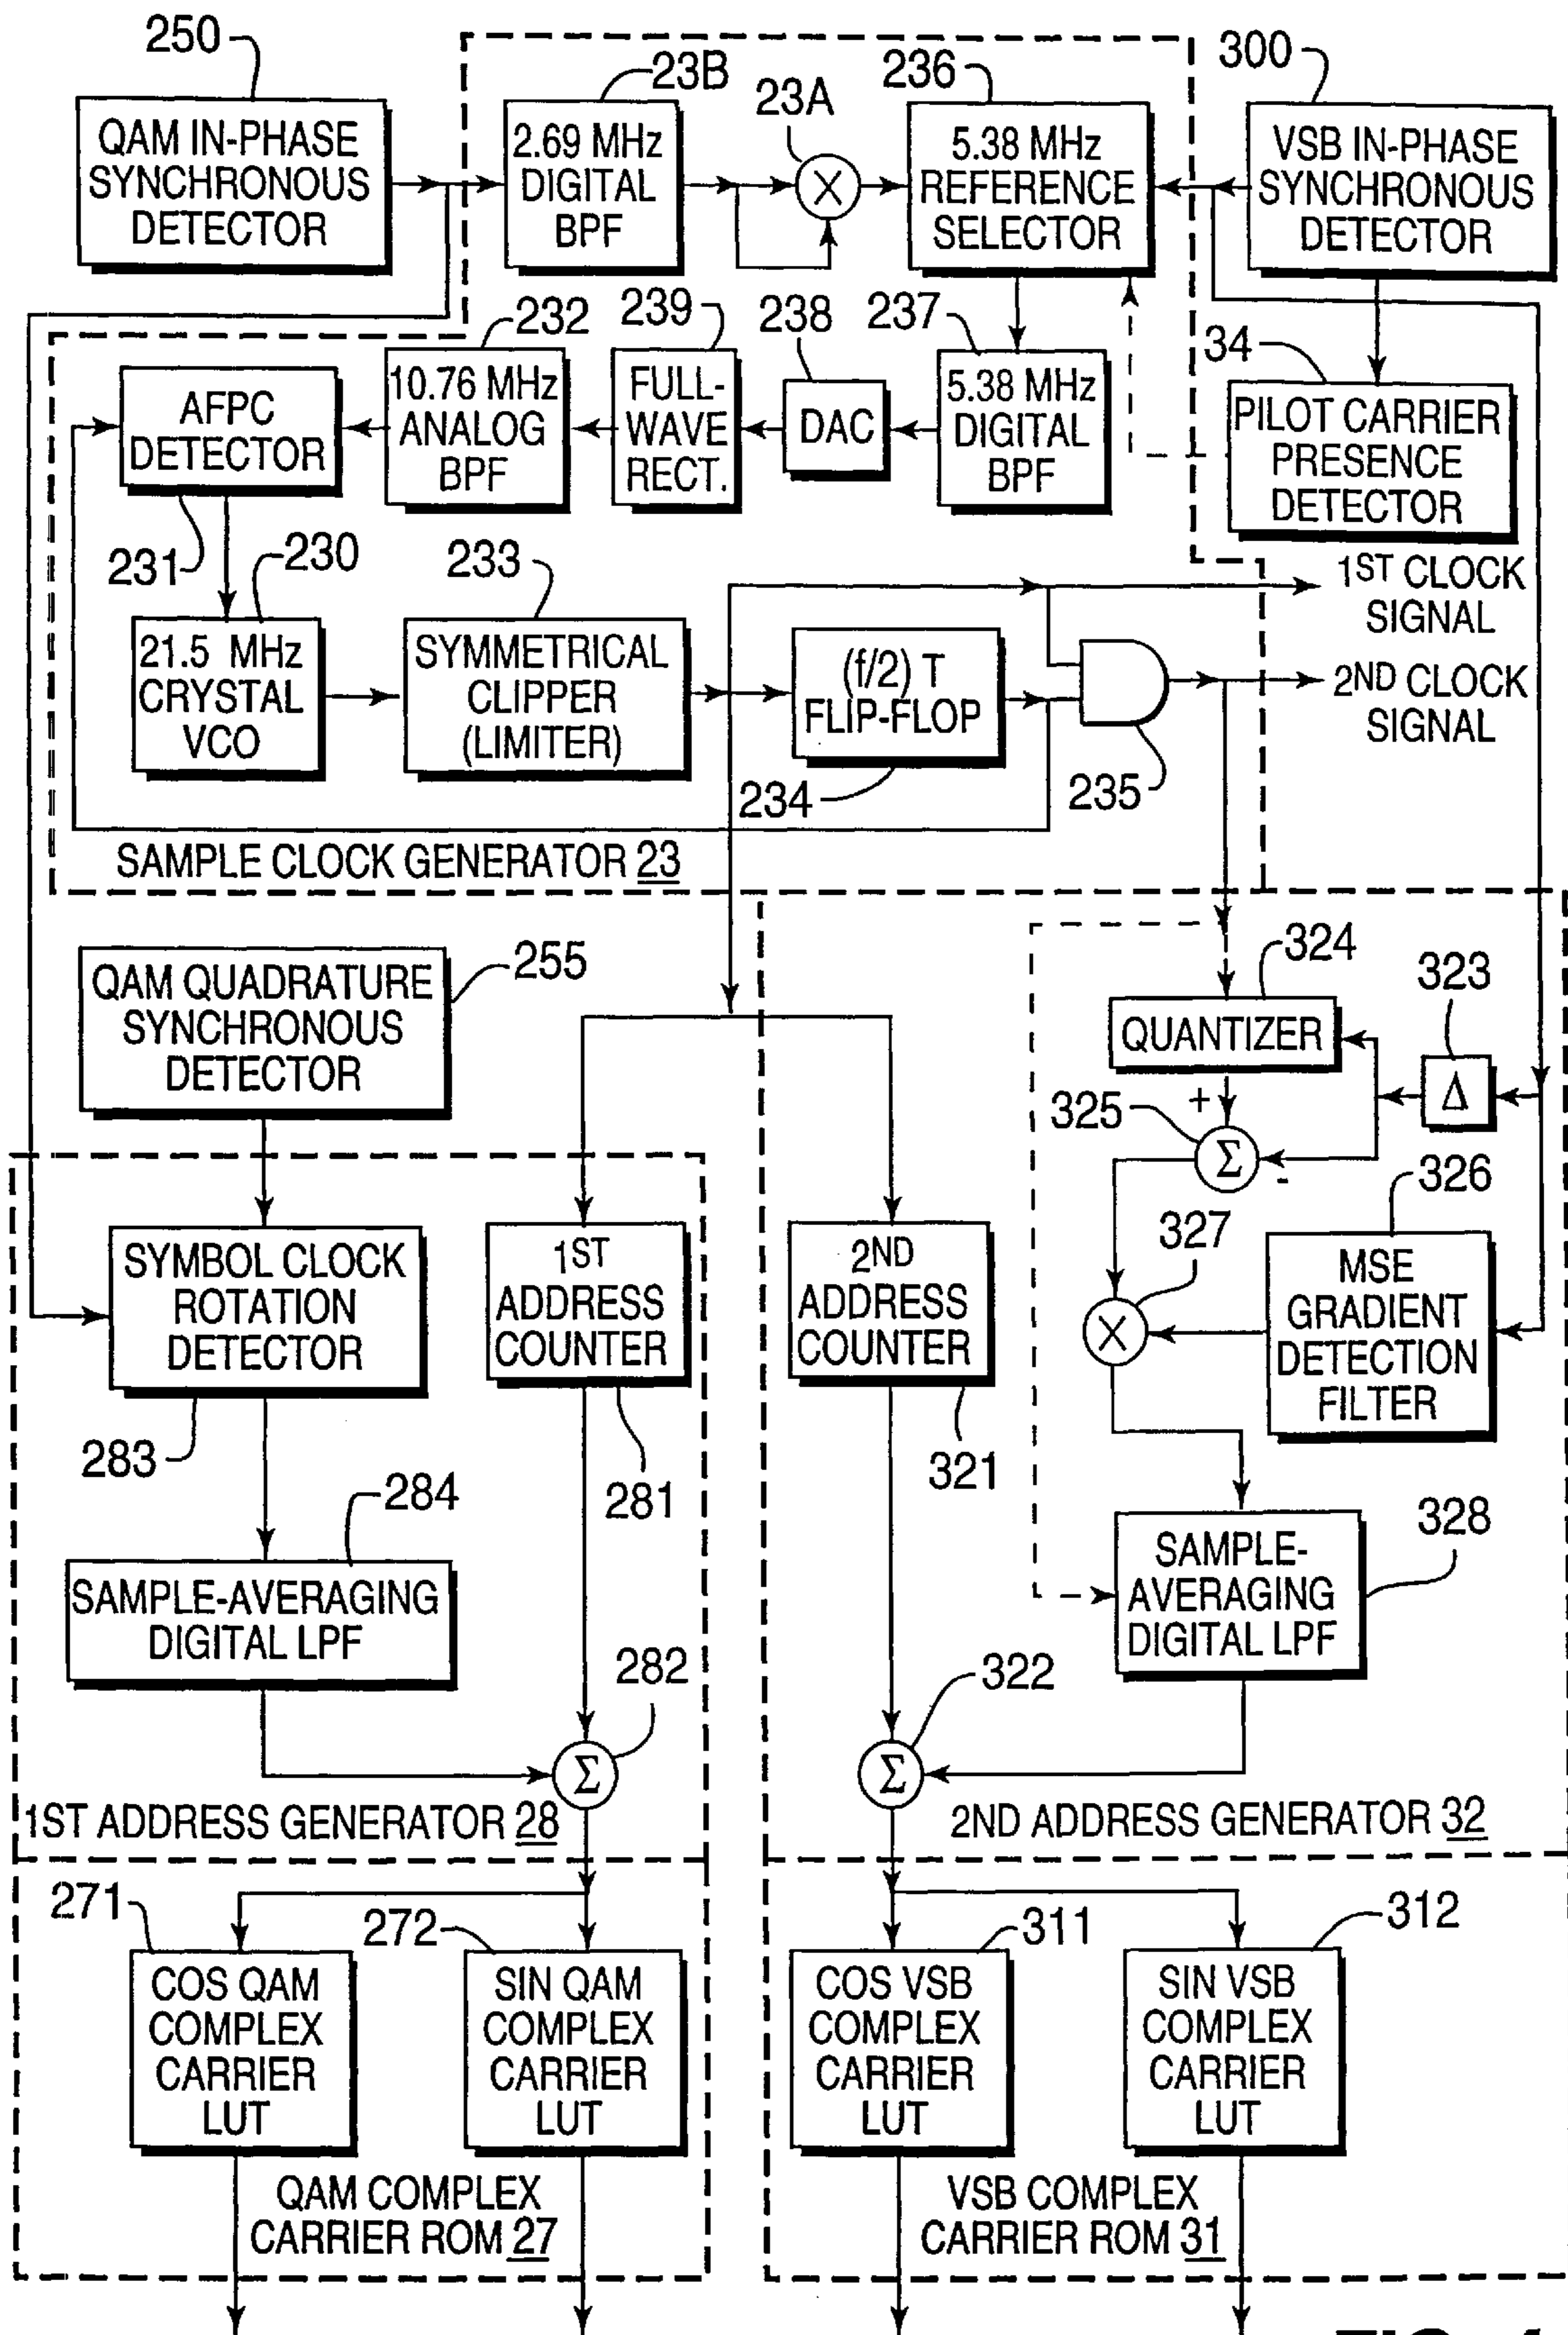 250
23B
236
300
23A
QAM IN-PHASE
SYNCHRONOUS
DETECTOR
2.69 MHz
DIGITAL
BPF
X
5.38 MHz
REFERENCE
SELECTOR
VSB IN-PHASE
SYNCHRONOUS
DETECTOR
232
239
238
237
34
AFPC
DETECTOR
10.76 MHz
ANALOG
BPF
FULL-
WAVE
RECT.
DAC
5.38 MHz
DIGITAL
BPF
PILOT CARRIER
PRESENCE
DETECTOR
231
230
233
1ST CLOCK
SIGNAL
21.5 MHz
CRYSTAL
VCO
SYMMETRICAL
CLIPPER
(LIMITER)
(f/2) T
FLIP-FLOP
2ND CLOCK
SIGNAL
234
235
SAMPLE CLOCK GENERATOR 23
QAM QUADRATURE
SYNCHRONOUS
DETECTOR
255
324
323
QUANTIZER
Δ
+
325
Σ
-
326
327
SYMBOL CLOCK
ROTATION
DETECTOR
1ST
ADDRESS
COUNTER
2ND
ADDRESS
COUNTER
X
MSE
GRADIENT
DETECTION
FILTER
283
281
321
284
328
SAMPLE-AVERAGING
DIGITAL LPF
SAMPLE-
AVERAGING
DIGITAL LPF
282
322
Σ
Σ
1ST ADDRESS GENERATOR 28
2ND ADDRESS GENERATOR 32
271
272
311
312
COS QAM
COMPLEX
CARRIER
LUT
SIN QAM
COMPLEX
CARRIER
LUT
COS VSB
COMPLEX
CARRIER
LUT
SIN VSB
COMPLEX
CARRIER
LUT
QAM COMPLEX
CARRIER ROM 27
VSB COMPLEX
CARRIER ROM 31